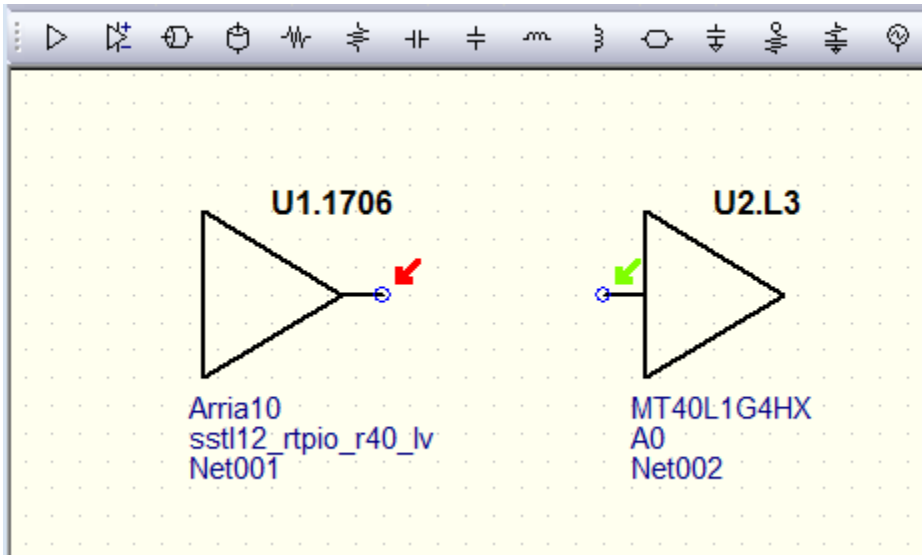 U1.1706
Arria10
sstl12_rtpio_r40_lv
Net001
U2.L3
MT40L1G4HX
A0
Net002